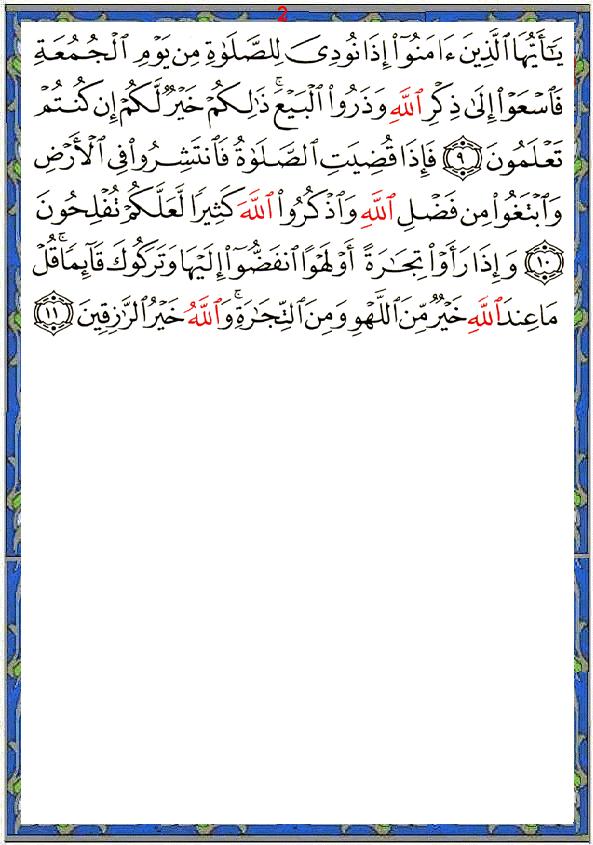 2
يَٰٓأَيُّهَا ٱلَّذِينَ ءَامَنُوٓا۟ إِذَا نُودِىَ لِلصَّلَوٰةِ مِن يَوْمِ ٱلْجُمُعَةِ
فَٱسْعَوْا۟ إِلَىٰ ذِكْرِ ٱللَّهِ وَذَرُوا۟ ٱلْبَيْعَ ۚ ذَٰلِكُمْ خَيْرٌ لَّكُمْ إِن كُنتُمْ
تَعْلَمُونَ ٩ فَإِذَا قُضِيَتِ ٱلصَّلَوٰةُ فَٱنتَشِرُوا۟ فِى ٱلْأَرْضِ
وَٱبْتَغُوا۟ مِن فَضْلِ ٱللَّهِ وَٱذْكُرُوا۟ ٱللَّهَ كَثِيرًا لَّعَلَّكُمْ تُفْلِحُونَ
١٠ وَإِذَا رَأَوْا۟ تِجَٰرَةً أَوْ لَهْوًا ٱنفَضُّوٓا۟ إِلَيْهَا وَتَرَكُوكَ قَآئِمًا ۚ قُلْ
مَا عِندَ ٱللَّهِ خَيْرٌ مِّنَ ٱللَّهْوِ وَمِنَ ٱلتِّجَٰرَةِ ۚ وَٱللَّهُ خَيْرُ ٱلرَّٰزِقِينَ ١١